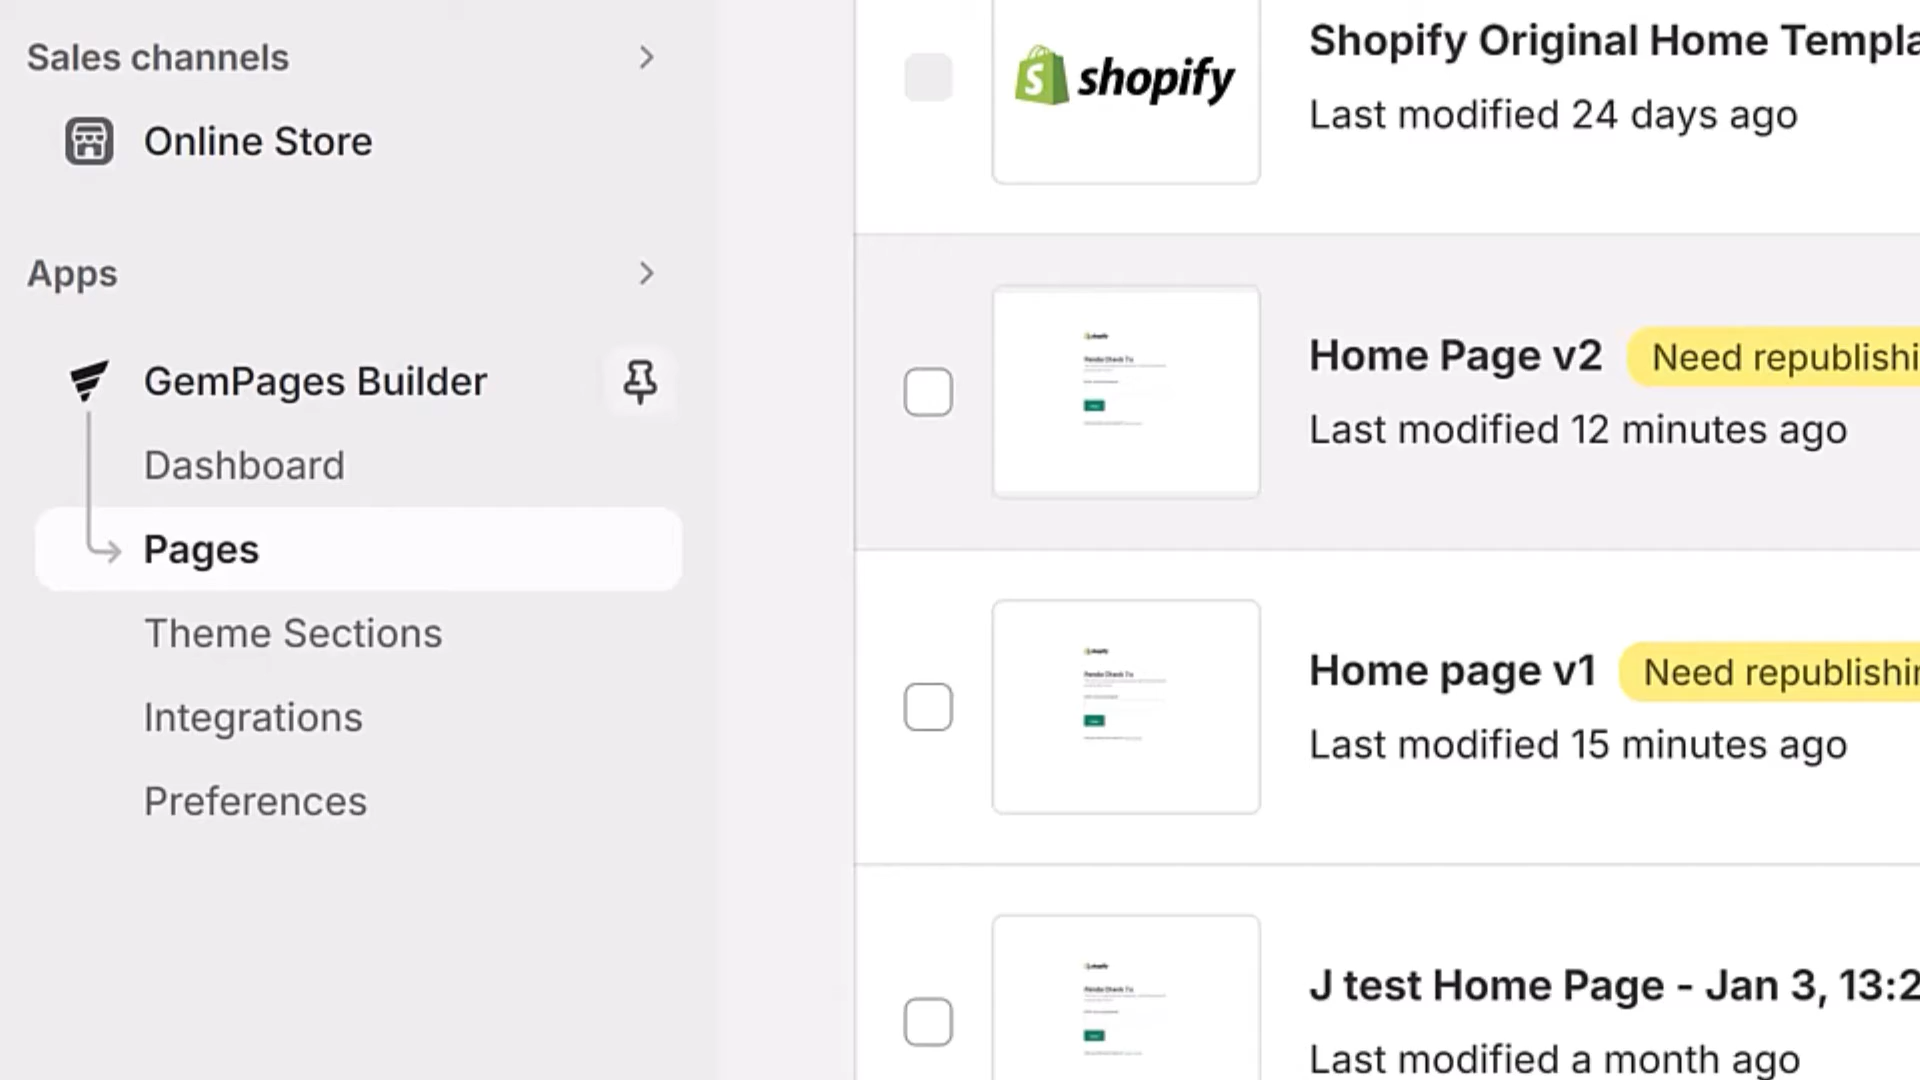 Sales channels
Online Store
Apps
GemPages Builder
Dashboard
Pages
Theme Sections
Integrations
Preferences
shopify
Shopify Original Home Templa
Last modified 24 days ago
Home Page v2
Need republishi
Last modified 12 minutes ago
Home page v1
Need republishin
Last modified 15 minutes ago
J test Home Page - Jan 3, 13:2
Last modified a month ago